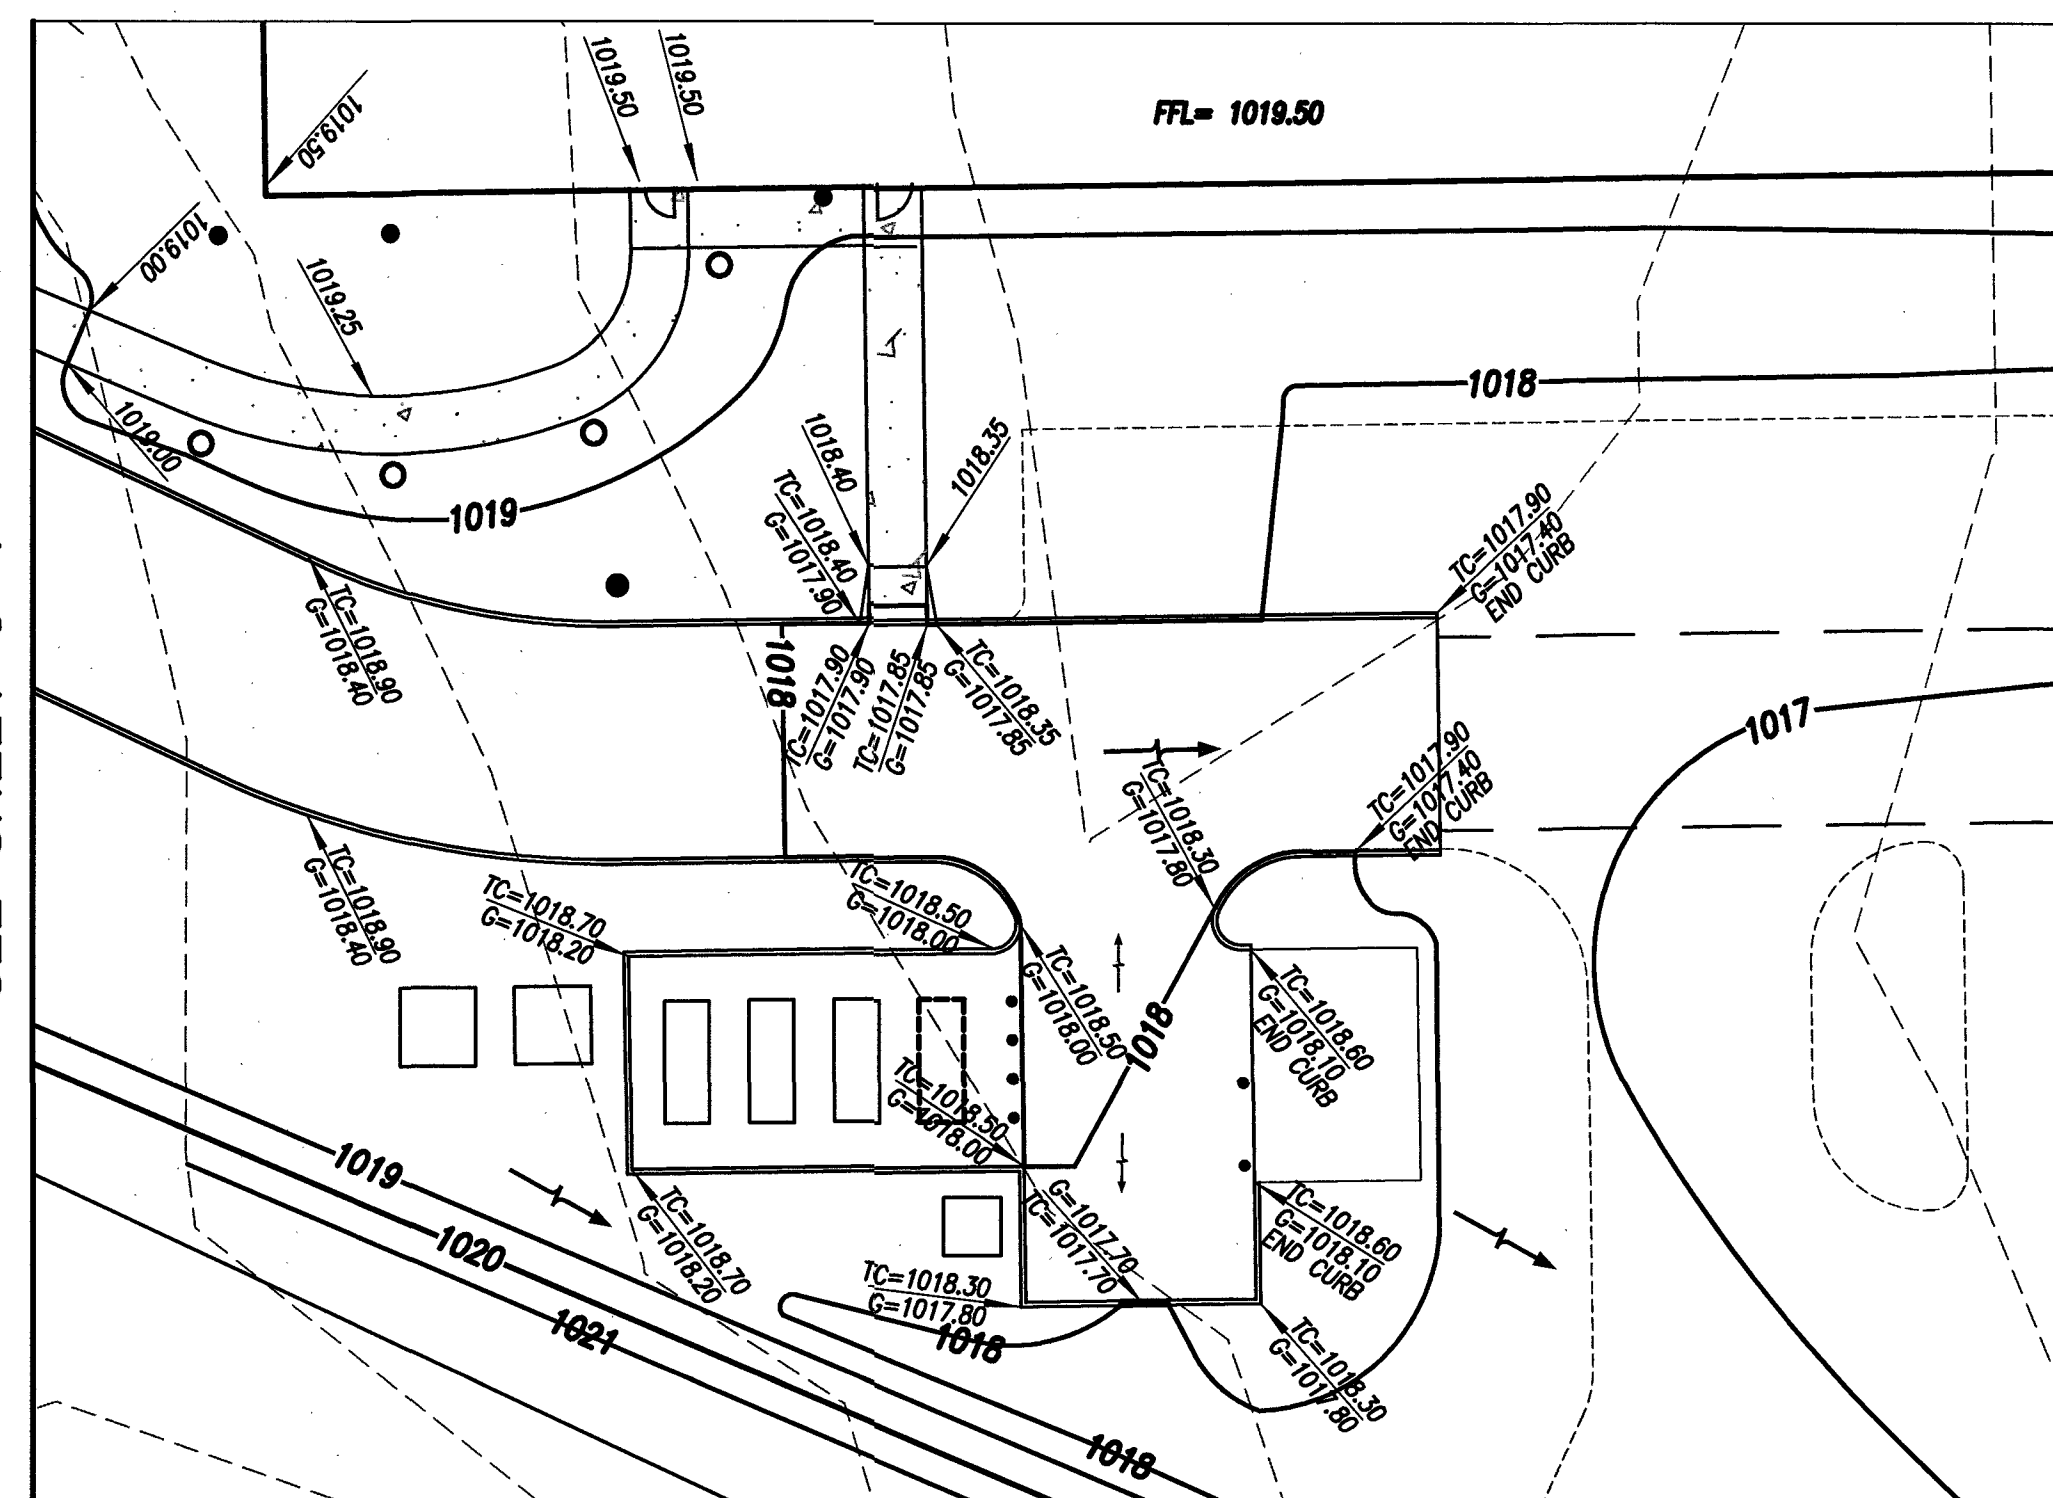 1019.50
1019.50
1019.50
FFL= 1019.50
1019.00
1019.25
1019.00
1018
1019
1018.40
1018.35
TC=1018.40
G=1017.90
TC=1017.90
G=1017.40
END CURB
TC=1018.90
G=1018.40
1018
TC=1017.90
G=1017.90
TC=1017.85
G=1017.85
TC=1018.35
G=1017.85
1017
TC=1018.30
G=1017.80
TC=1017.90
G=1017.40
END CURB
TC=1018.90
G=1018.40
TC=1018.70
G=1018.20
TC=1018.50
G=1018.00
TC=1018.50
G=1018.00
1018
TC=1018.60
G=1018.10
END CURB
TC=1018.50
G=1018.00
1019
1020
1021
TC=1018.70
G=1018.20
G=1017.70
TC=1017.70
TC=1018.60
G=1018.10
END CURB
TC=1018.30
G=1017.80
1018
TC=1018.30
G=1017.80
1018